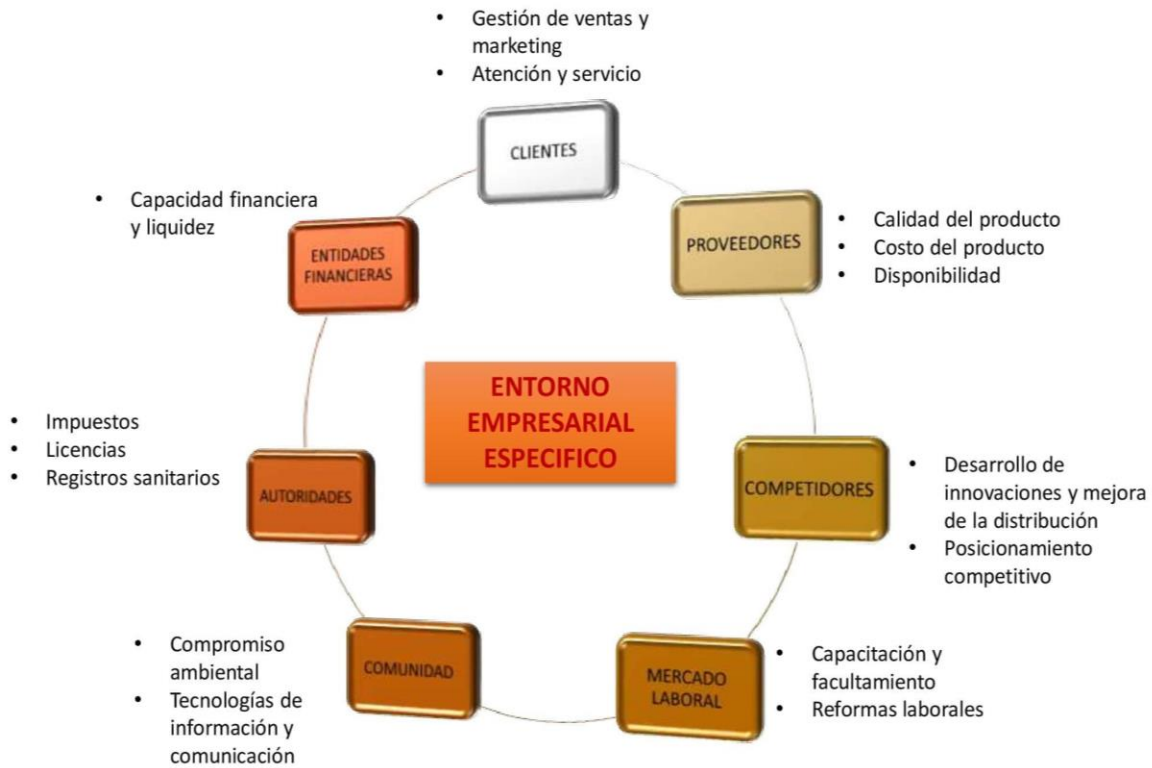 • Gestión de ventas y
marketing
• Atención y servicio
CLIENTES
• Capacidad financiera
y liquidez
ENTIDADES
FINANCIERAS
PROVEEDORES
• Calidad del producto
• Costo del producto
• Disponibilidad
ENTORNO
EMPRESARIAL
ESPECIFICO
• Impuestos
• Licencias
• Registros sanitarios
AUTORIDADES
COMPETIDORES
• Desarrollo de
innovaciones y mejora
de la distribución
• Posicionamiento
competitivo
• Compromiso
ambiental
• Tecnologías de
información y
comunicación
COMUNIDAD
MERCADO
LABORAL
• Capacitación y
facultamiento
• Reformas laborales